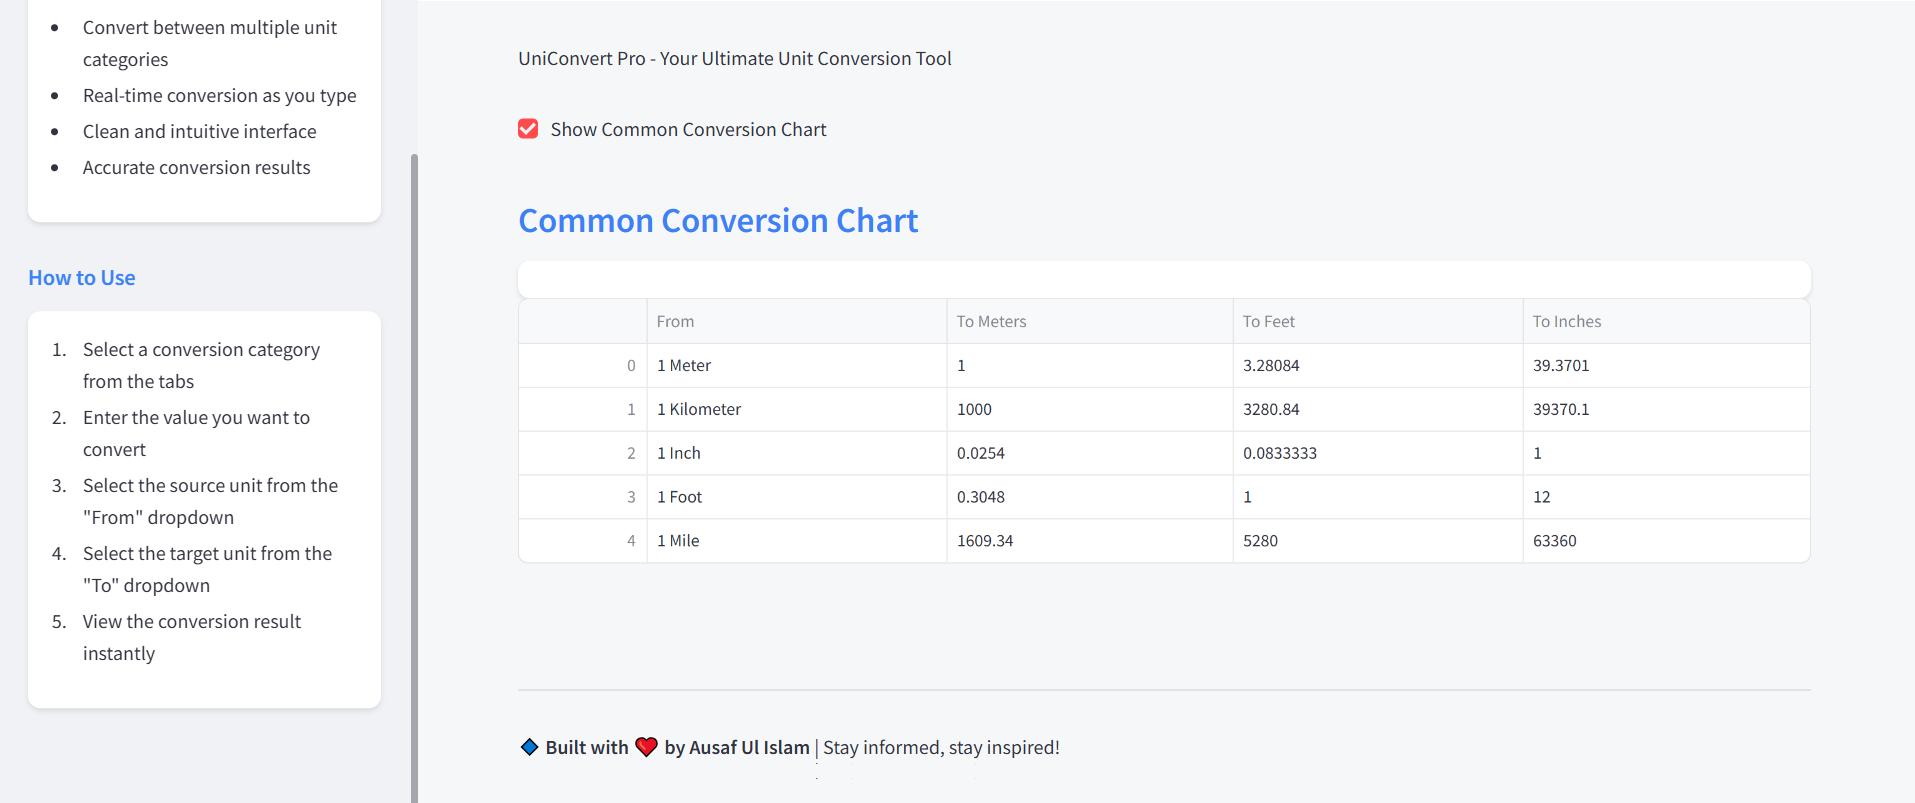 • Convert between multiple unit
categories
• Real-time conversion as you type
• Clean and intuitive interface
• Accurate conversion results
How to Use
1. Select a conversion category
from the tabs
2. Enter the value you want to
convert
3. Select the source unit from the
"From" dropdown
4. Select the target unit from the
"To" dropdown
5. View the conversion result
instantly
UniConvert Pro - Your Ultimate Unit Conversion Tool
Show Common Conversion Chart
Common Conversion Chart
From To Meters To Feet To Inches
0 1 Meter 1 3.28084 39.3701
1 1 Kilometer 1000 3280.84 39370.1
2 1 Inch 0.0254 0.0833333 1
3 1 Foot 0.3048 1 12
4 1 Mile 1609.34 5280 63360
🔷 Built with ❤️ by Ausaf Ul Islam | Stay informed, stay inspired!